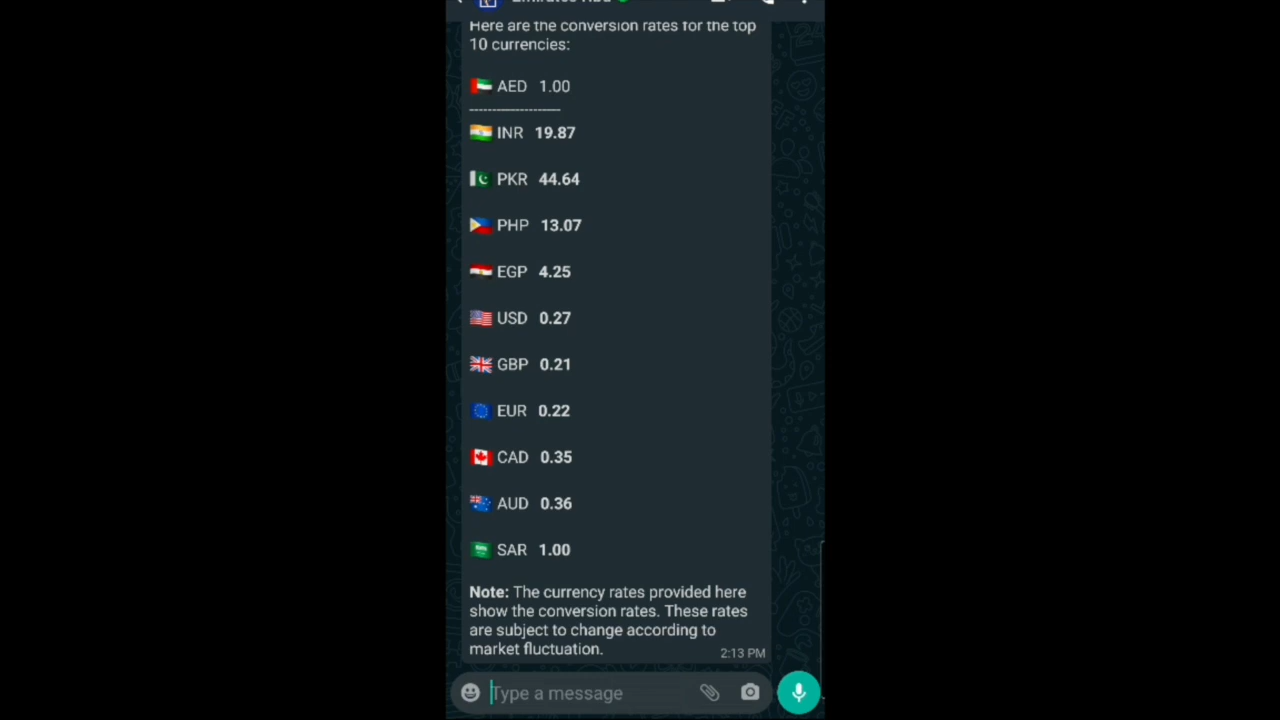 Here are the conversion rates for the top
10 currencies:
AED 1.00
--------------------
INR 19.87
PKR 44.64
PHP 13.07
EGP 4.25
USD 0.27
GBP 0.21
EUR 0.22
CAD 0.35
AUD 0.36
SAR 1.00
Note: The currency rates provided here
show the conversion rates. These rates
are subject to change according to
market fluctuation.
2:13 PM
Type a message